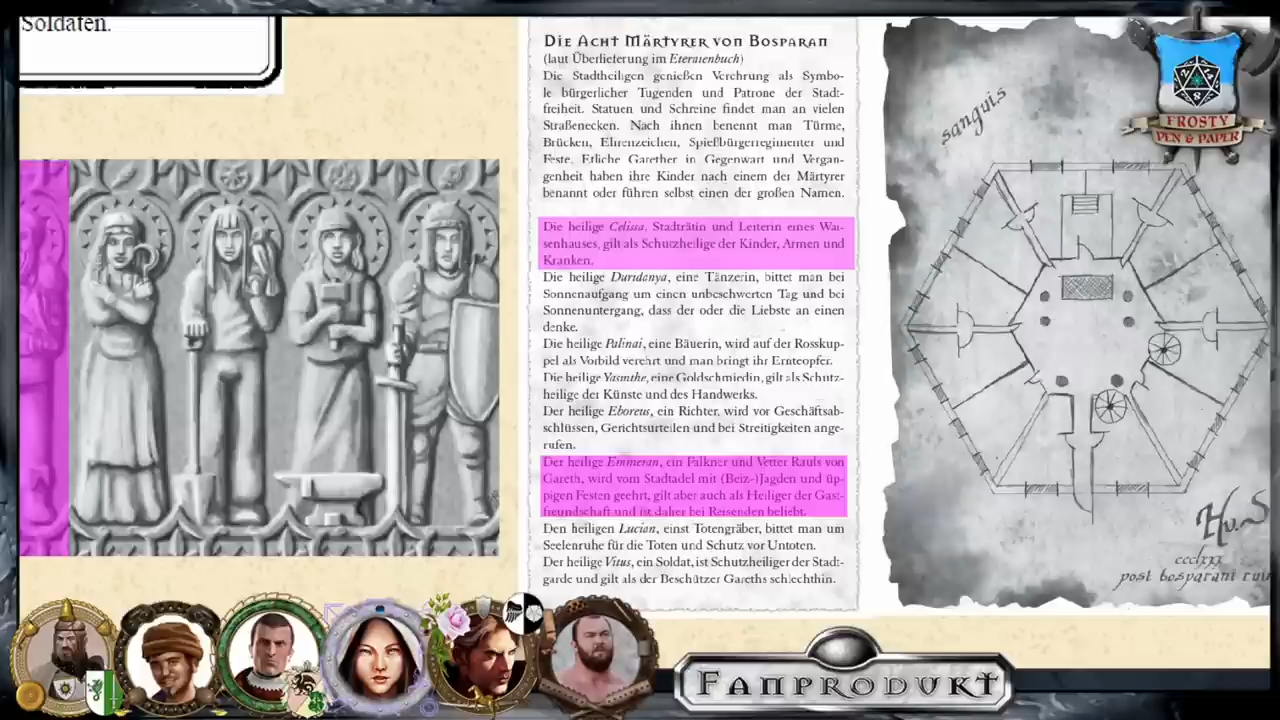 Soldaten.
Die Acht Märtyrer von Bosparan
(laut Überlieferung im Eteraienbuch)
Die Stadtheiligen genießen Verehrung als Symbo-
le bürgerlicher Tugenden und Patrone der Stadt-
freiheit. Statuen und Schreine findet man an vielen
Straßenecken. Nach ihnen benennt man Türme,
Brücken, Ehrenzeichen, Spießbürgerregimenter und
Feste. Etliche Garether in Gegenwart und Vergan-
genheit haben ihre Kinder nach einem der Märtyrer
benannt oder führen selbst einen der großen Namen.
Die heilige Celissa, Stadträtin und Leiterin eines Wai-
senhauses, gilt als Schutzheilige der Kinder, Armen und
Kranken.
Die heilige Duridanya, eine Tänzerin, bittet man bei
Sonnenaufgang um einen unbeschwerten Tag und bei
Sonnenuntergang, dass der oder die Liebste an einen
denke.
Die heilige Palinai, eine Bäuerin, wird auf der Rosskup-
pel als Vorbild verehrt und man bringt ihr Ernteopfer.
Die heilige Yasinthe, eine Goldschmiedin, gilt als Schutz-
heilige der Künste und des Handwerks.
Der heilige Eboreus, ein Richter, wird vor Geschäftsab-
schlüssen, Gerichtsurteilen und bei Streitigkeiten ange-
rufen.
Der heilige Emmeran, ein Falkner und Vetter Rauls von
Gareth, wird vom Stadtadel mit (Beiz-)Jagden und üp-
pigen Festen geehrt, gilt aber auch als Heiliger der Gast-
freundschaft und ist daher bei Reisenden beliebt.
Den heiligen Lucian, einst Totengräber, bittet man um
Seelenruhe für die Toten und Schutz vor Untoten.
Der heilige Vitus, ein Soldat, ist Schutzheiliger der Stadt-
garde und gilt als der Beschützer Gareths schlechthin.
sanguis
Hu.S
post bosparani rui
FROSTY
PEN & PAPER
Fanprodukt